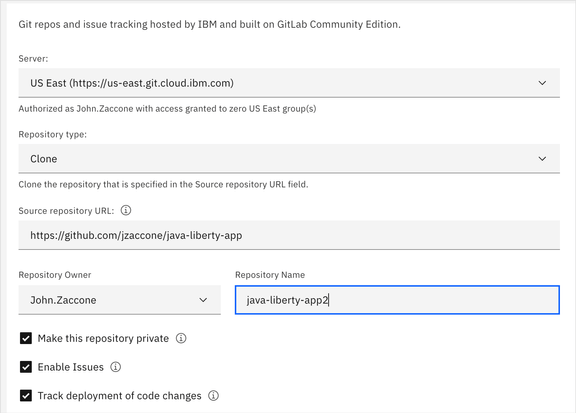 Git repos and issue tracking hosted by IBM and built on GitLab Community Edition.
Server:
US East (https://us-east.git.cloud.ibm.com)
Authorized as John.Zaccone with access granted to zero US East group(s)
Repository type:
Clone
Clone the repository that is specified in the Source repository URL field.
Source repository URL:
https://github.com/jzaccone/java-liberty-app
Repository Owner
Repository Name
John.Zaccone
java-liberty-app2
Make this repository private
Enable Issues
Track deployment of code changes